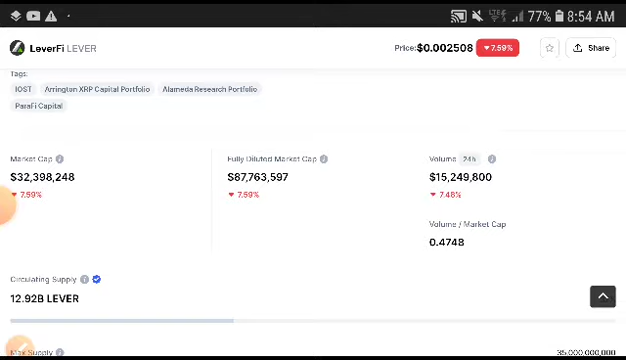 LTE 77% 8:54 AM
LeverFi LEVER Price: $0.002508 ▼7.59% Share
Tags:
IOST Arrington XRP Capital Portfolio Alameda Research Portfolio
ParaFi Capital
Market Cap Fully Diluted Market Cap Volume 24h
$32,398,248 $87,763,597 $15,249,800
▼ 7.59% ▼ 7.59% ▼ 7.48%
Volume / Market Cap
0.4748
Circulating Supply
12.92B LEVER
Max Supply 35,000,000,000